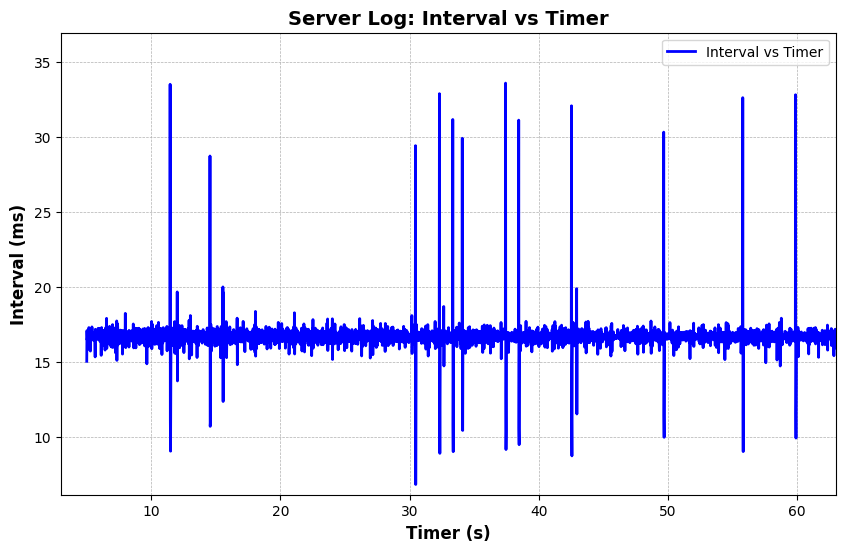 Server Log: Interval vs Timer
Interval vs Timer
35
30
25
20
15
10
Interval (ms)
10 20 30 40 50 60
Timer (s)